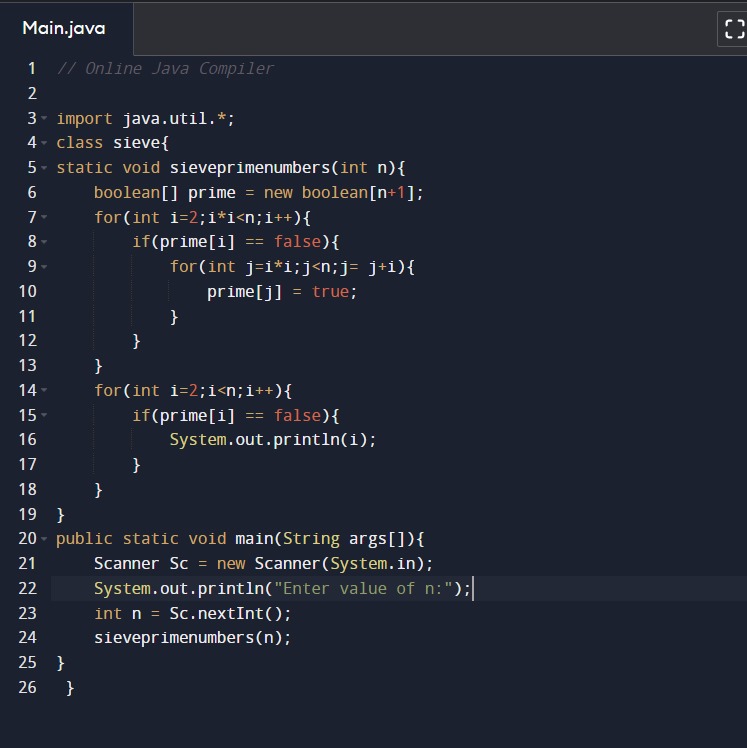 Main.java
1 // Online Java Compiler
2
3 import java.util.*;
4 class sieve{
5 static void sieveprimenumbers(int n){
6     boolean[] prime = new boolean[n+1];
7     for(int i=2;i*i<n;i++){
8         if(prime[i] == false){
9             for(int j=i*i;j<n;j= j+i){
10                 prime[j] = true;
11             }
12         }
13     }
14     for(int i=2;i<n;i++){
15         if(prime[i] == false){
16             System.out.println(i);
17         }
18     }
19 }
20 public static void main(String args[]){
21     Scanner Sc = new Scanner(System.in);
22     System.out.println("Enter value of n:");
23     int n = Sc.nextInt();
24     sieveprimenumbers(n);
25 }
26  }